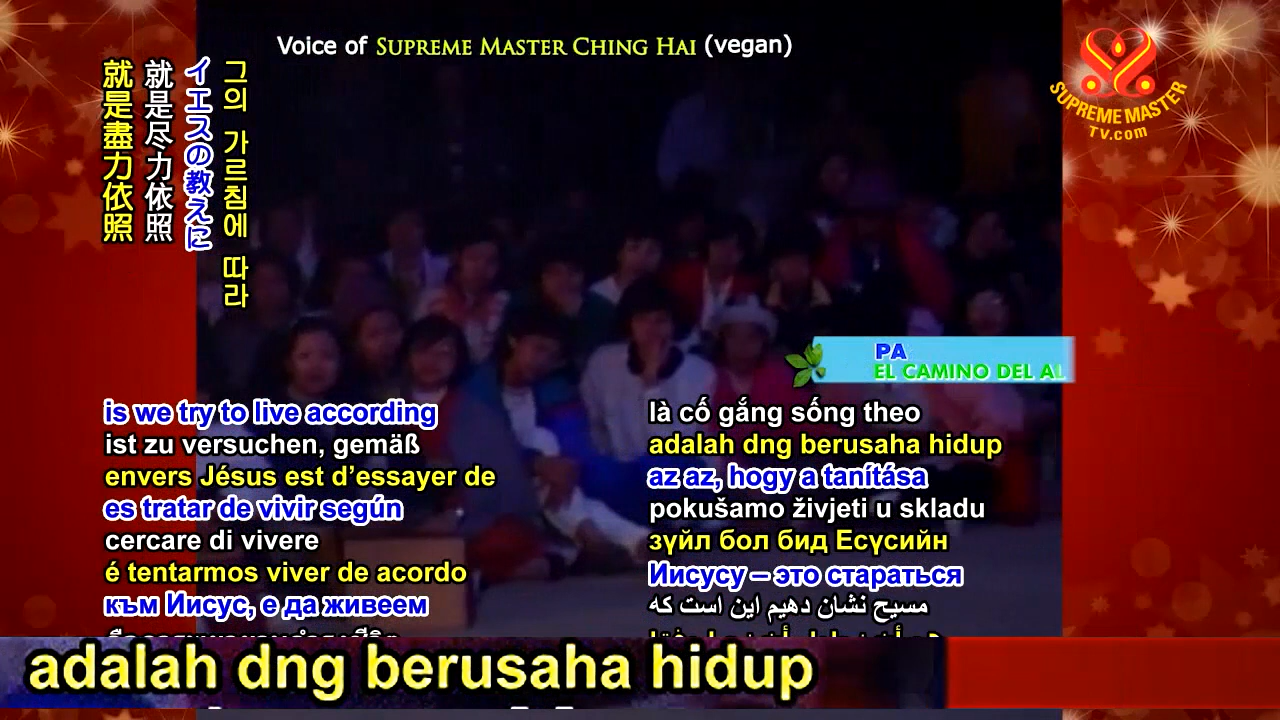 Voice of SUPREME MASTER CHING HAI (vegan)
SUPREME MASTER
TV.com
就是盡力依照
就是尽力依照
イエスの教えに
그의 가르침에 따라
PA
EL CAMINO DEL AL
is we try to live according
ist zu versuchen, gemäß
envers Jésus est d’essayer de
es tratar de vivir según
cercare di vivere
é tentarmos viver de acordo
към Иисус, е да живеем
là cố gắng sống theo
adalah dng berusaha hidup
az az, hogy a tanítása
pokušamo živjeti u skladu
зүйл бол бид Есүсийн
Иисусу – это стараться
مسیح نشان دهیم این است که
adalah dng berusaha hidup